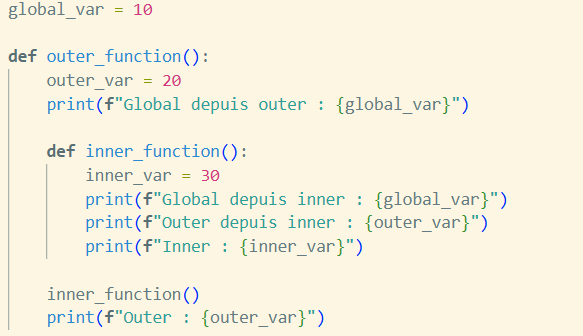 global_var = 10
def outer_function():
    outer_var = 20
    print(f"Global depuis outer : {global_var}")
    def inner_function():
        inner_var = 30
        print(f"Global depuis inner : {global_var}")
        print(f"Outer depuis inner : {outer_var}")
        print(f"Inner : {inner_var}")
    inner_function()
    print(f"Outer : {outer_var}")